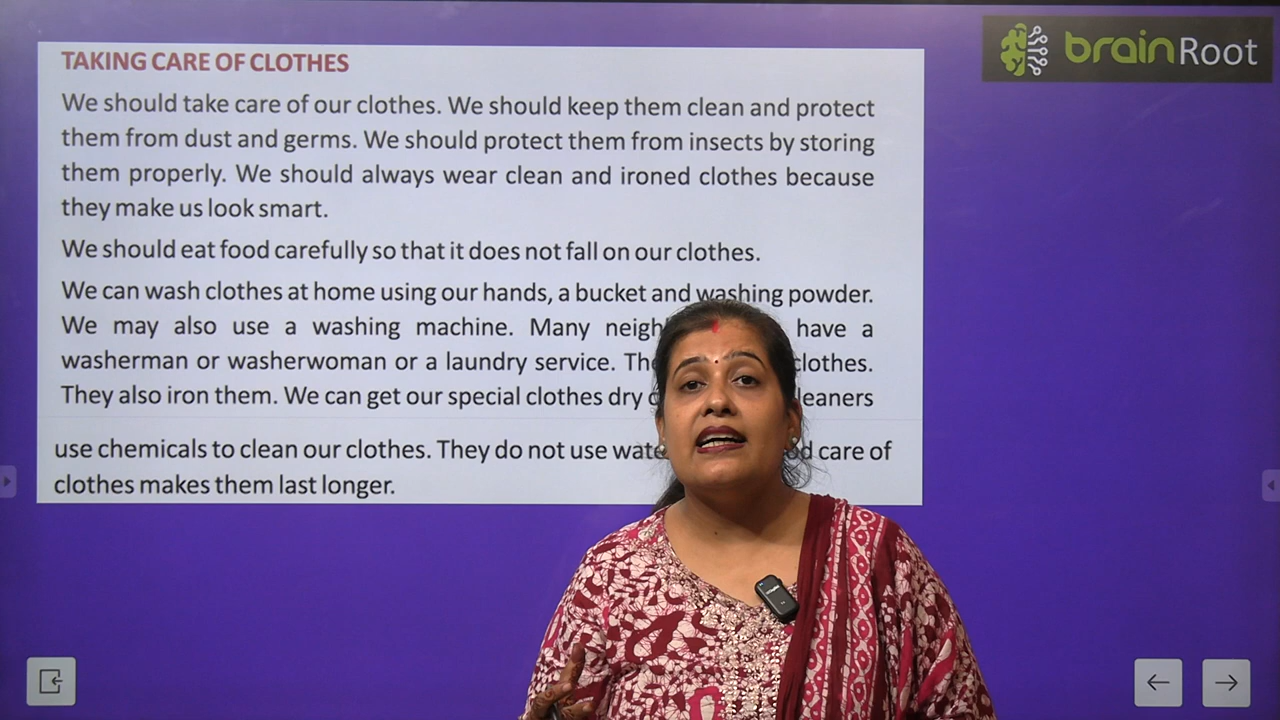 brainRoot
TAKING CARE OF CLOTHES
We should take care of our clothes. We should keep them clean and protect
them from dust and germs. We should protect them from insects by storing
them properly. We should always wear clean and ironed clothes because
they make us look smart.
We should eat food carefully so that it does not fall on our clothes.
We can wash clothes at home using our hands, a bucket and washing powder.
We may also use a washing machine. Many have a
washerman or washerwoman or a laundry service. clothes.
They also iron them. We can get our special clothes dry
use chemicals to clean our clothes. They do not use care of
clothes makes them last longer.